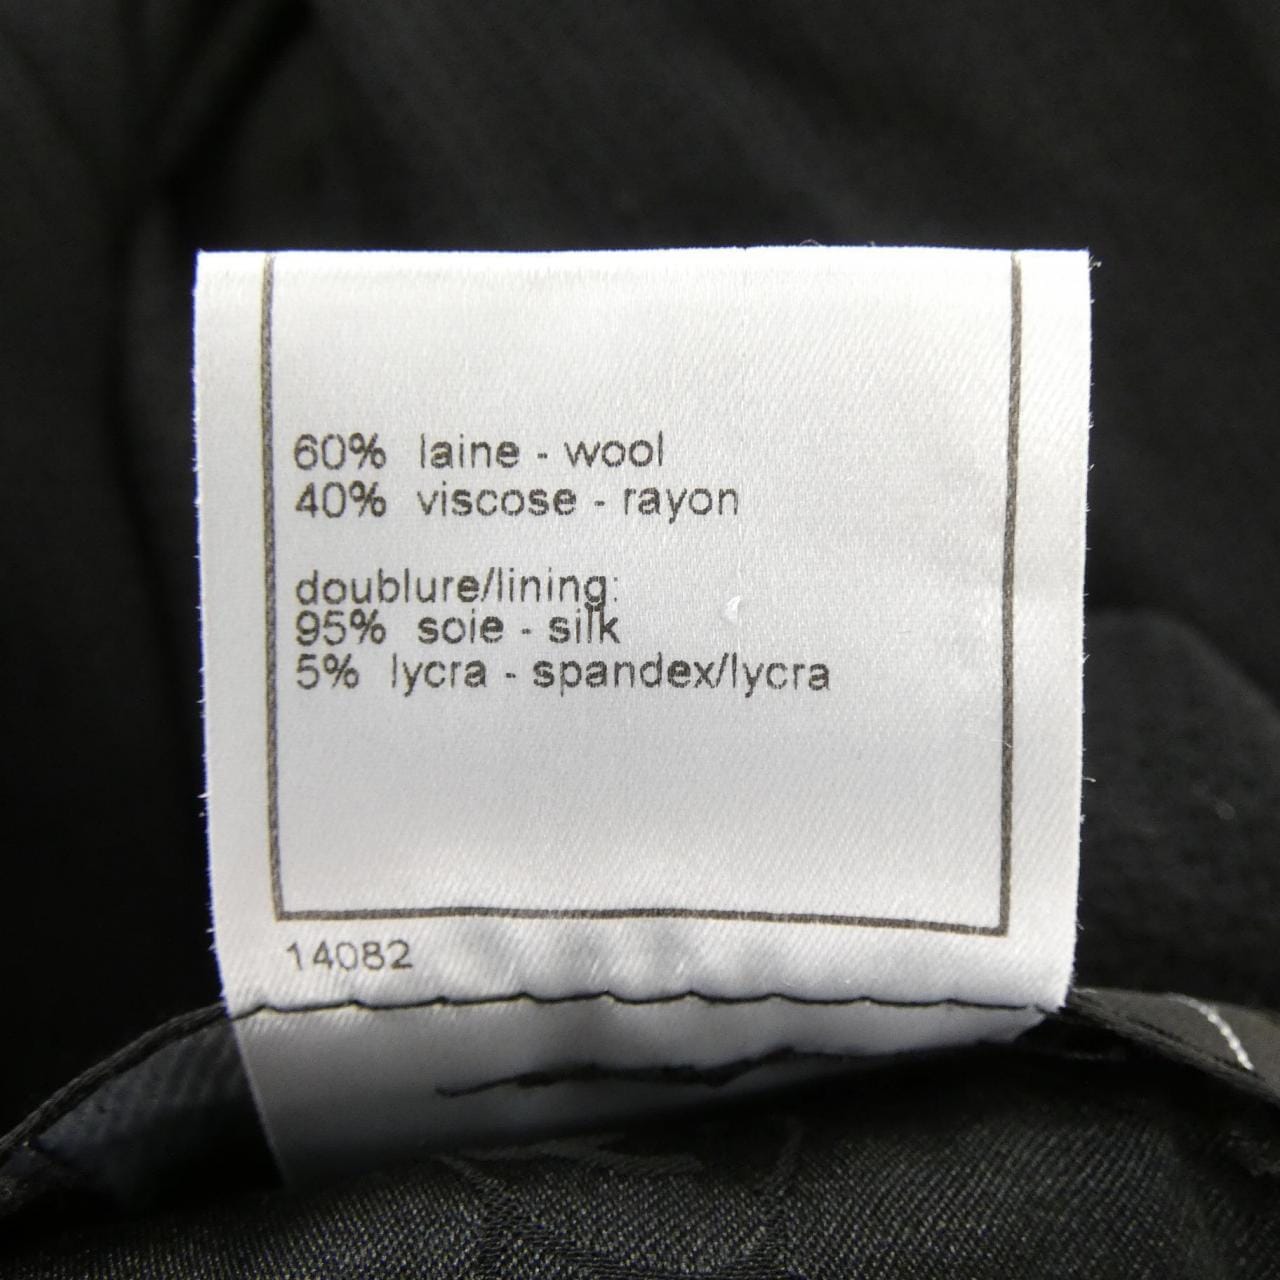 60% laine - wool
40% viscose - rayon
doublure/lining:
95% soie - silk
5% lycra - spandex/lycra
14082